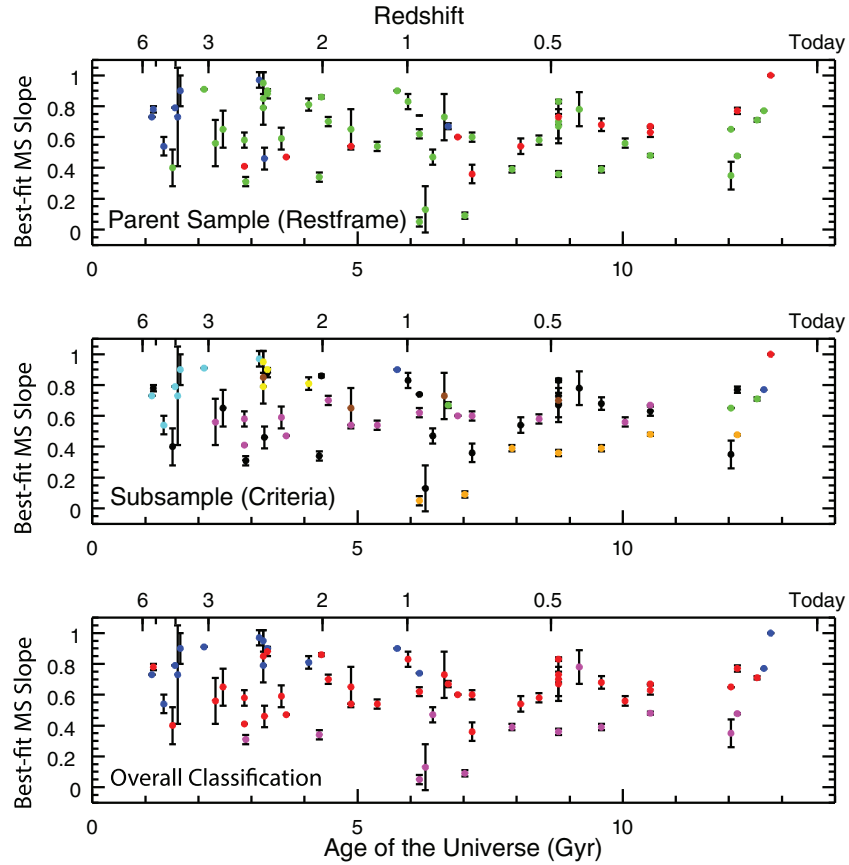 Redshift
6 3 2 1 0.5 Today
1
0.8
0.6
0.4
0.2
0
Best-fit MS Slope
Parent Sample (Restframe)
0 5 10
6 3 2 1 0.5 Today
1
0.8
0.6
0.4
0.2
0
Best-fit MS Slope
Subsample (Criteria)
0 5 10
6 3 2 1 0.5 Today
1
0.8
0.6
0.4
0.2
0
Best-fit MS Slope
Overall Classification
0 5 10
Age of the Universe (Gyr)